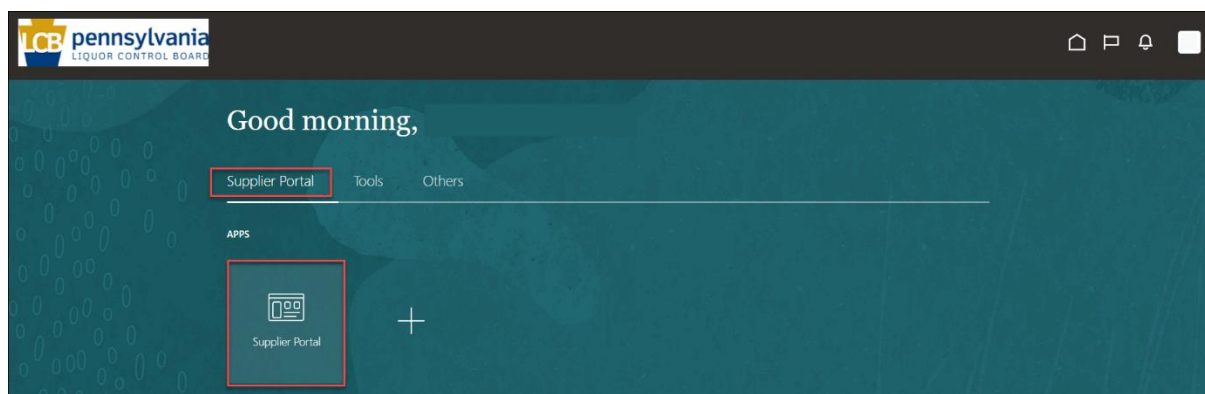 LCB pennsylvania
LIQUOR CONTROL BOARD
Good morning,
Supplier Portal Tools Others
APPS
Supplier Portal